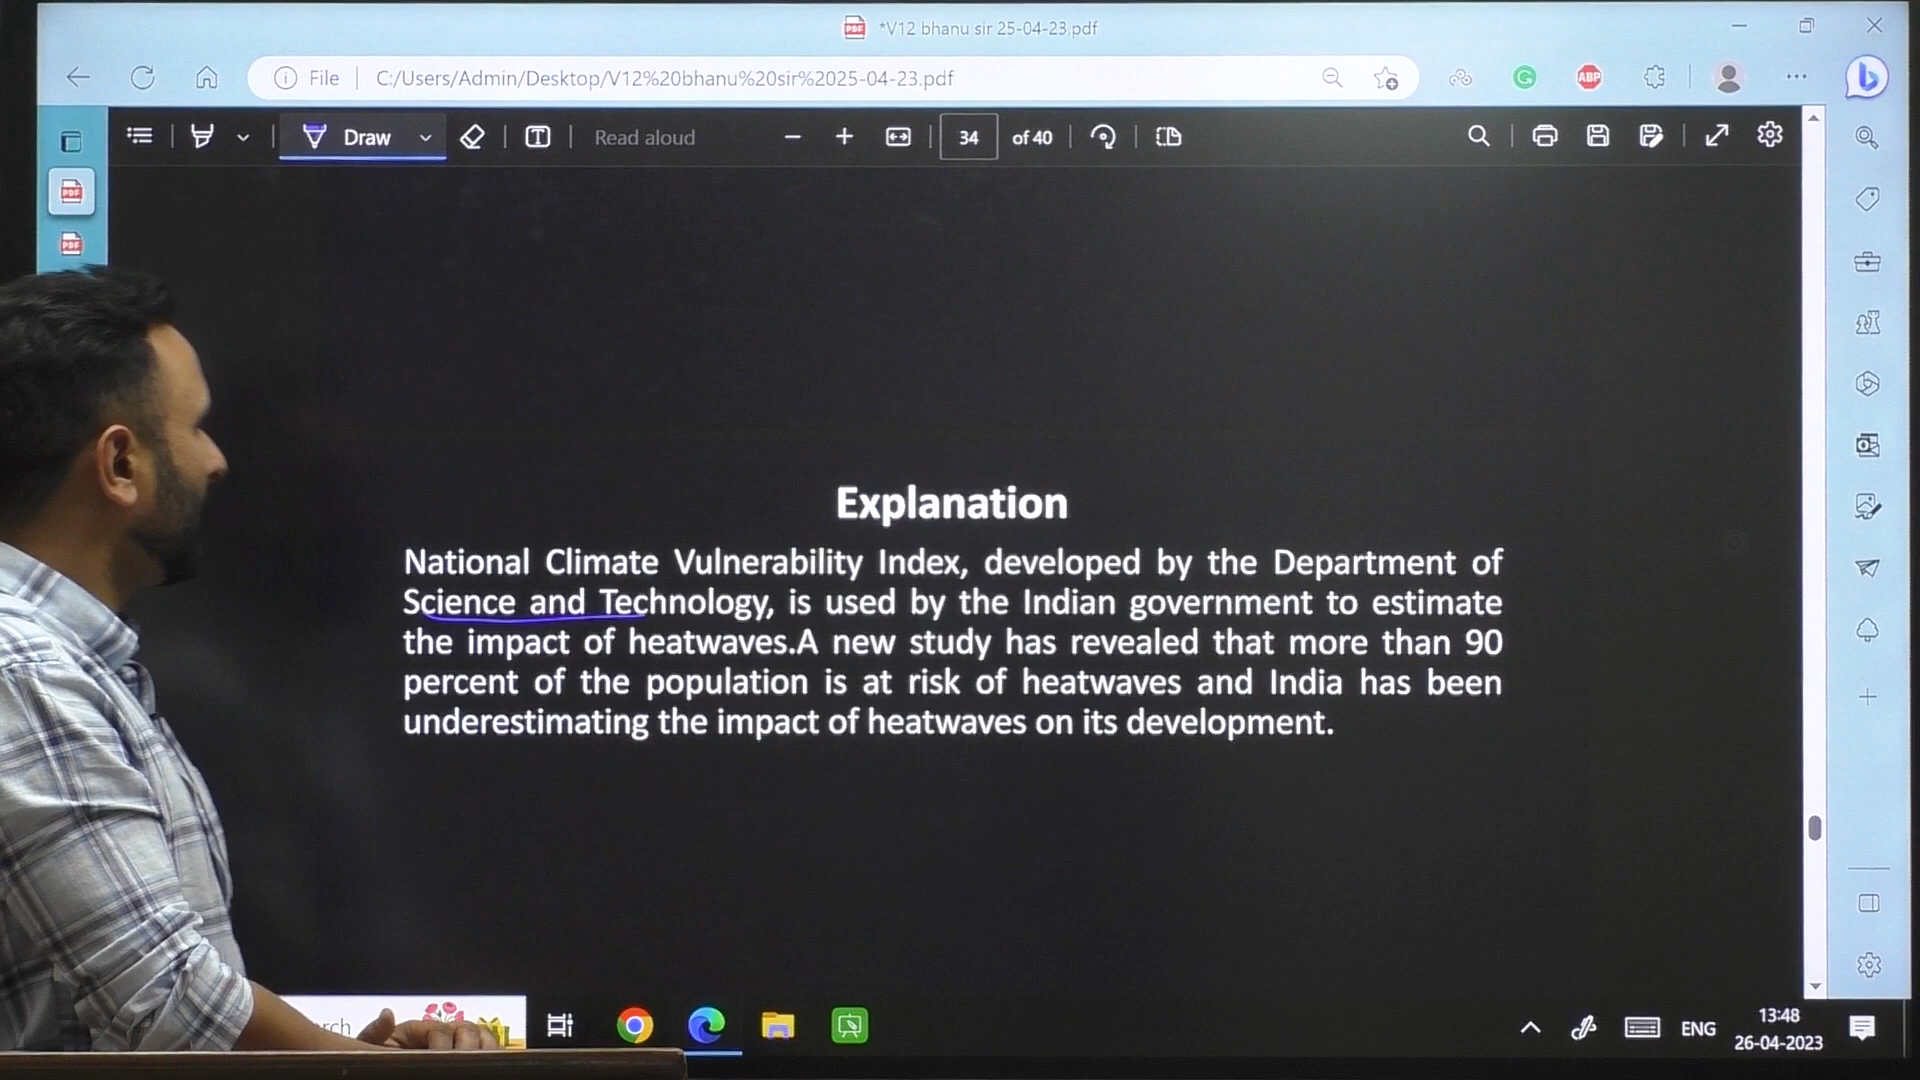 *V12 bhanu sir 25-04-23.pdf
File C:/Users/Admin/Desktop/V12%20bhanu%20sir%2025-04-23.pdf
ABP
Draw Read aloud 34 of 40
PDF
PDF
Explanation
National Climate Vulnerability Index, developed by the Department of
Science and Technology, is used by the Indian government to estimate
the impact of heatwaves.A new study has revealed that more than 90
percent of the population is at risk of heatwaves and India has been
underestimating the impact of heatwaves on its development.
rch
ENG
13:48
26-04-2023